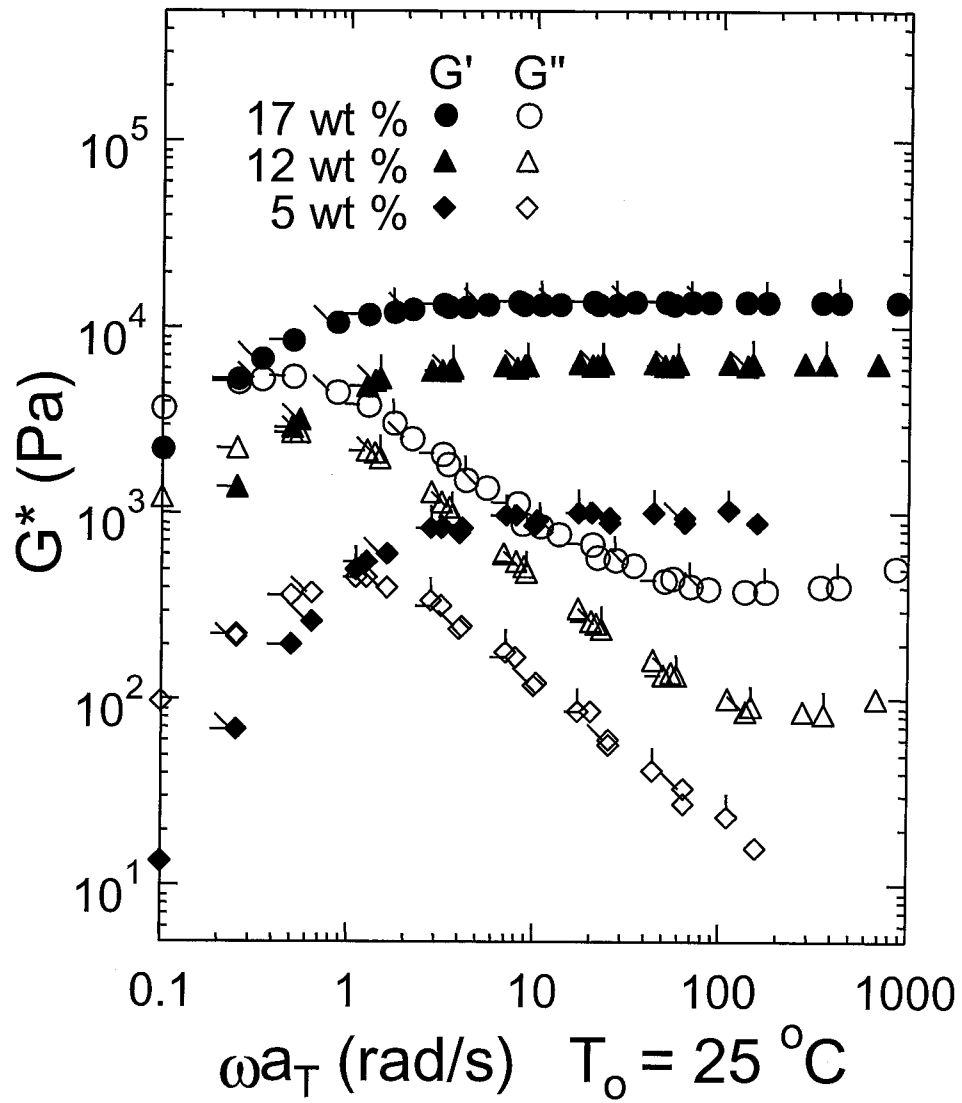 G' G"
17 wt %
12 wt %
5 wt %
10^5
10^4
10^3
10^2
10^1
G* (Pa)
0.1 1 10 100 1000
ωa_T (rad/s) T_o = 25 °C